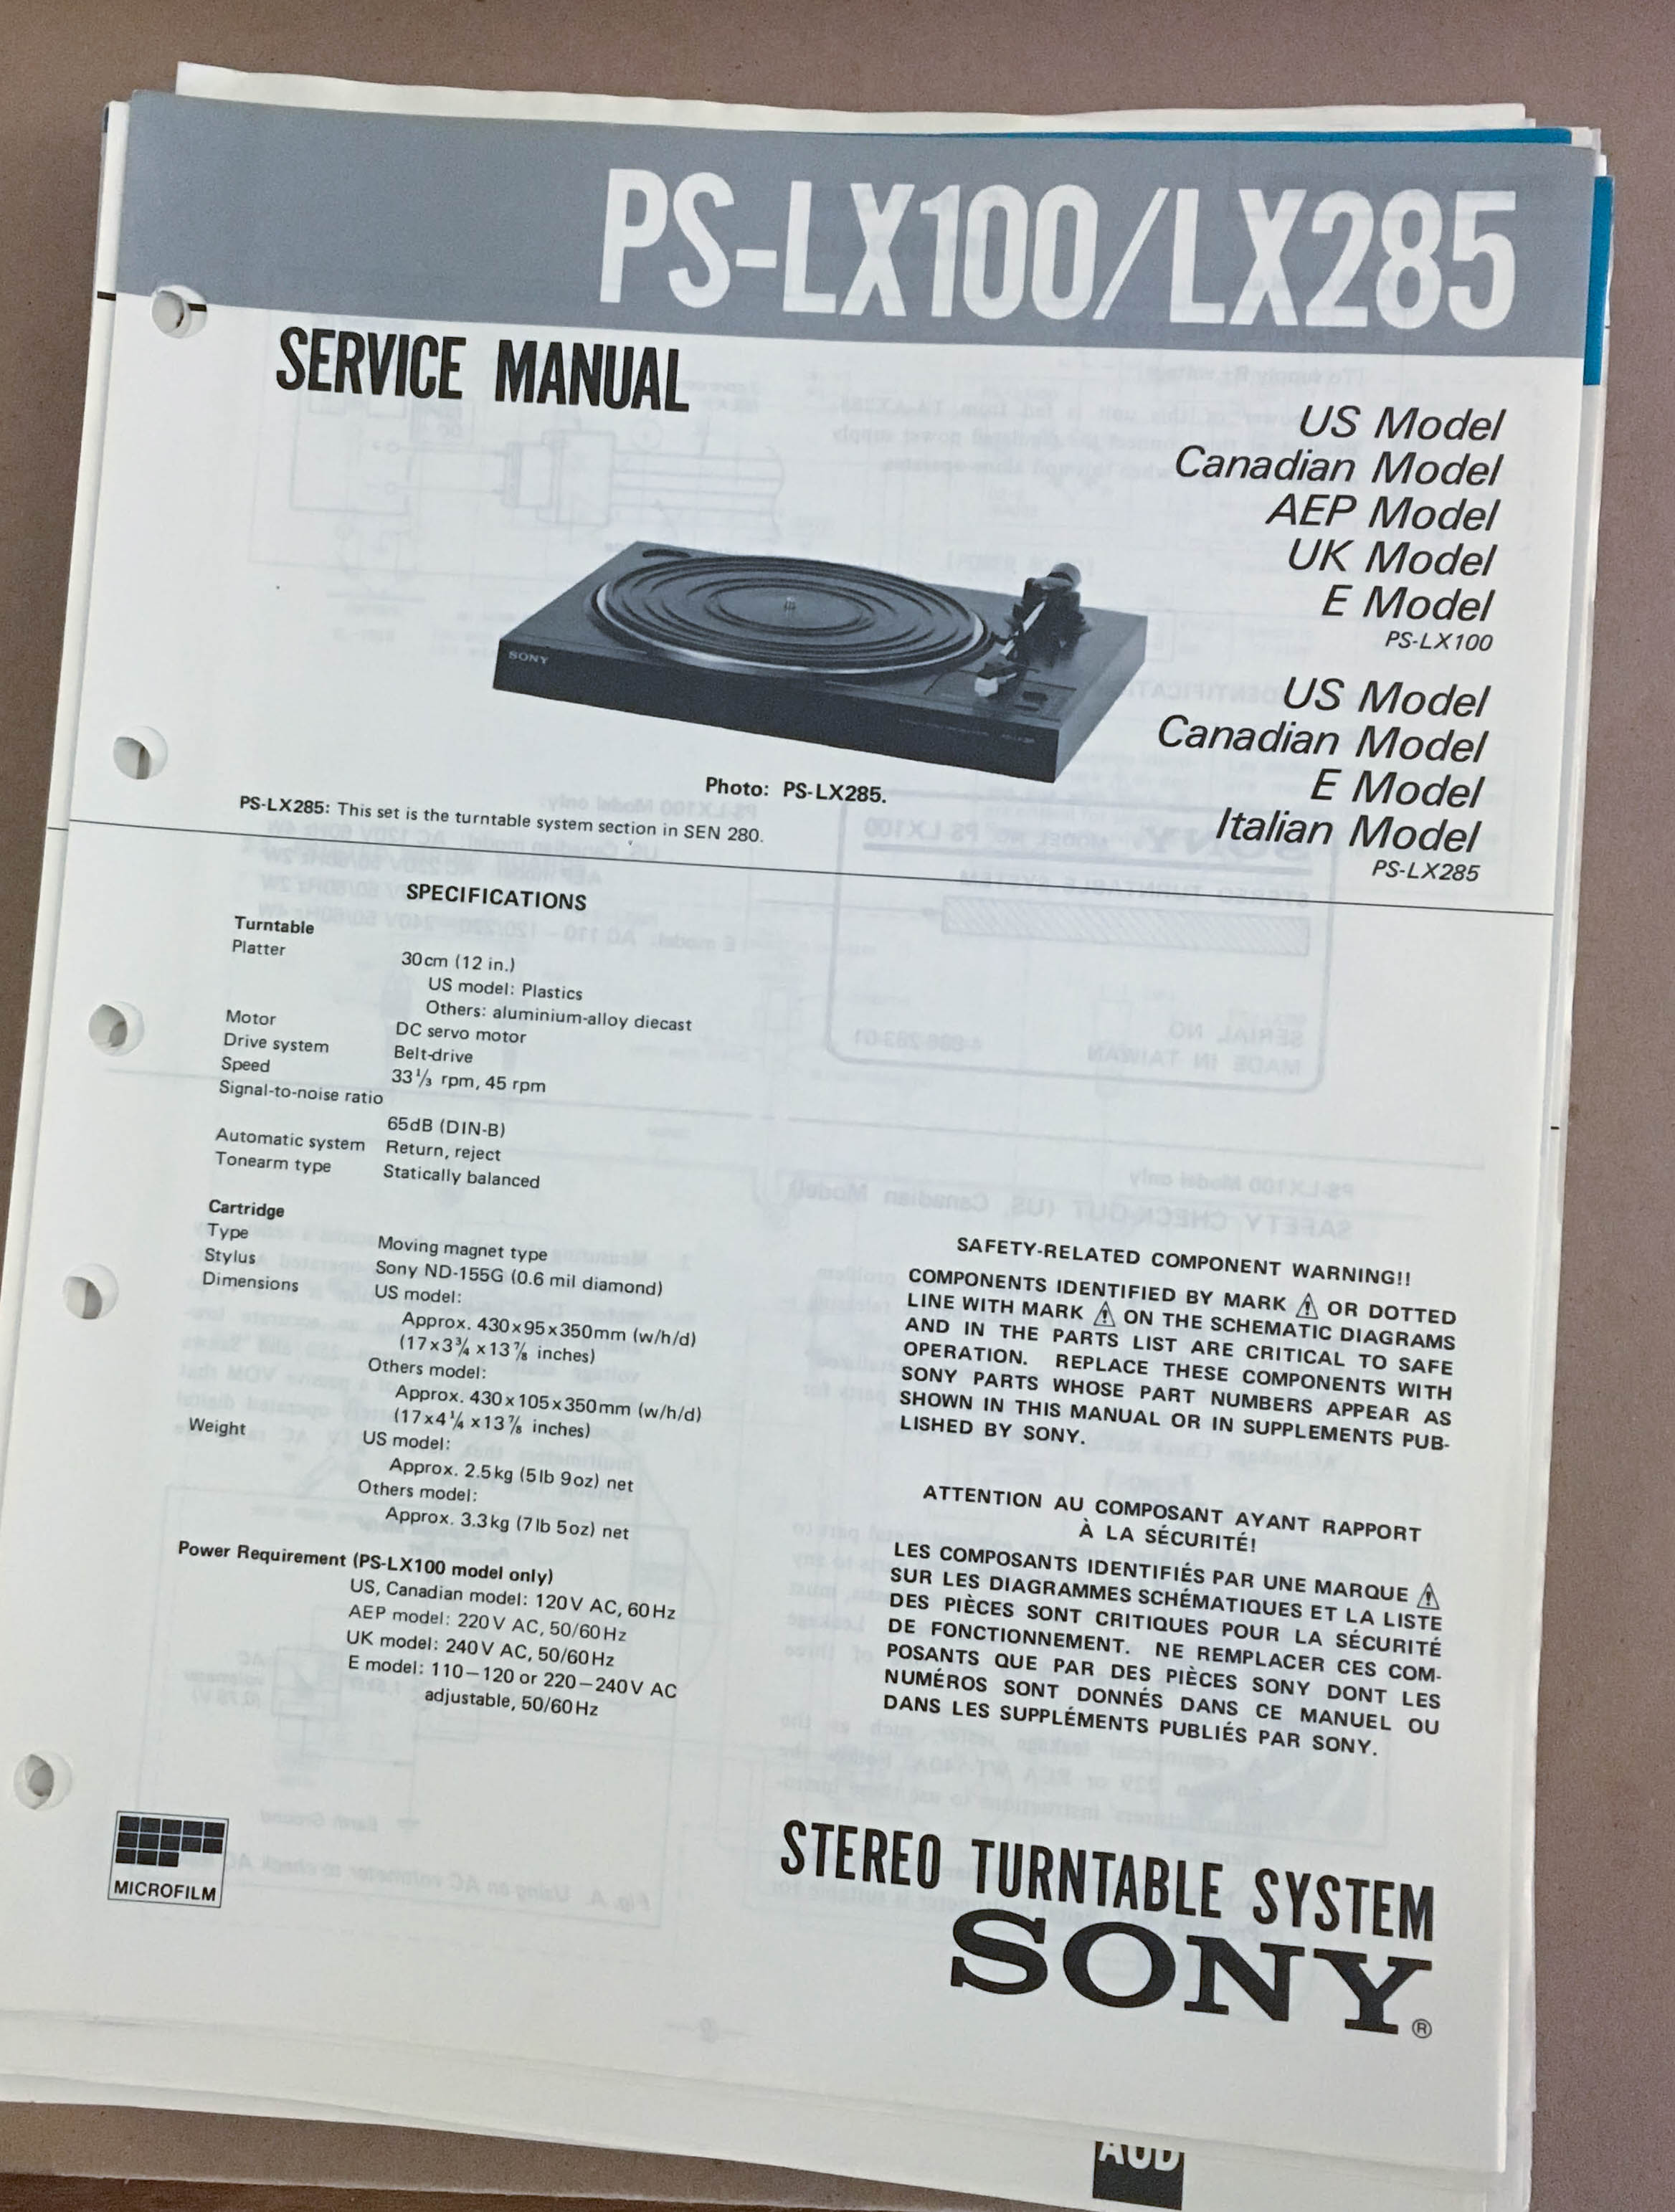 PS-LX100/LX285
SERVICE MANUAL
US Model
Canadian Model
AEP Model
UK Model
E Model
PS-LX100
US Model
Canadian Model
E Model
Italian Model
PS-LX285
SONY
Photo: PS-LX285.
PS-LX285: This set is the turntable system section in SEN 280.
SPECIFICATIONS
Turntable
Platter 30cm (12 in.)
US model: Plastics
Others: aluminium-alloy diecast
Motor DC servo motor
Drive system Belt-drive
Speed 33 1/3 rpm, 45 rpm
Signal-to-noise ratio
65dB (DIN-B)
Automatic system Return, reject
Tonearm type Statically balanced
Cartridge
Type Moving magnet type
Stylus Sony ND-155G (0.6 mil diamond)
Dimensions US model:
Approx. 430x95x350mm (w/h/d)
(17x3¾ x13⅞ inches)
Others model:
Approx. 430x105x350mm (w/h/d)
(17x4¼ x13⅞ inches)
Weight US model:
Approx. 2.5kg (5lb 9oz) net
Others model:
Approx. 3.3kg (7lb 5oz) net
Power Requirement (PS-LX100 model only)
US, Canadian model: 120V AC, 60Hz
AEP model: 220V AC, 50/60Hz
UK model: 240V AC, 50/60Hz
E model: 110–120 or 220–240V AC
adjustable, 50/60Hz
SAFETY-RELATED COMPONENT WARNING!!
COMPONENTS IDENTIFIED BY MARK ⚠ OR DOTTED
LINE WITH MARK ⚠ ON THE SCHEMATIC DIAGRAMS
AND IN THE PARTS LIST ARE CRITICAL TO SAFE
OPERATION. REPLACE THESE COMPONENTS WITH
SONY PARTS WHOSE PART NUMBERS APPEAR AS
SHOWN IN THIS MANUAL OR IN SUPPLEMENTS PUB-
LISHED BY SONY.
ATTENTION AU COMPOSANT AYANT RAPPORT
À LA SÉCURITÉ!
LES COMPOSANTS IDENTIFIÉS PAR UNE MARQUE ⚠
SUR LES DIAGRAMMES SCHÉMATIQUES ET LA LISTE
DES PIÈCES SONT CRITIQUES POUR LA SÉCURITÉ
DE FONCTIONNEMENT. NE REMPLACER CES COM-
POSANTS QUE PAR DES PIÈCES SONY DONT LES
NUMÉROS SONT DONNÉS DANS CE MANUEL OU
DANS LES SUPPLÉMENTS PUBLIÉS PAR SONY.
MICROFILM
STEREO TURNTABLE SYSTEM
SONY®
AUD